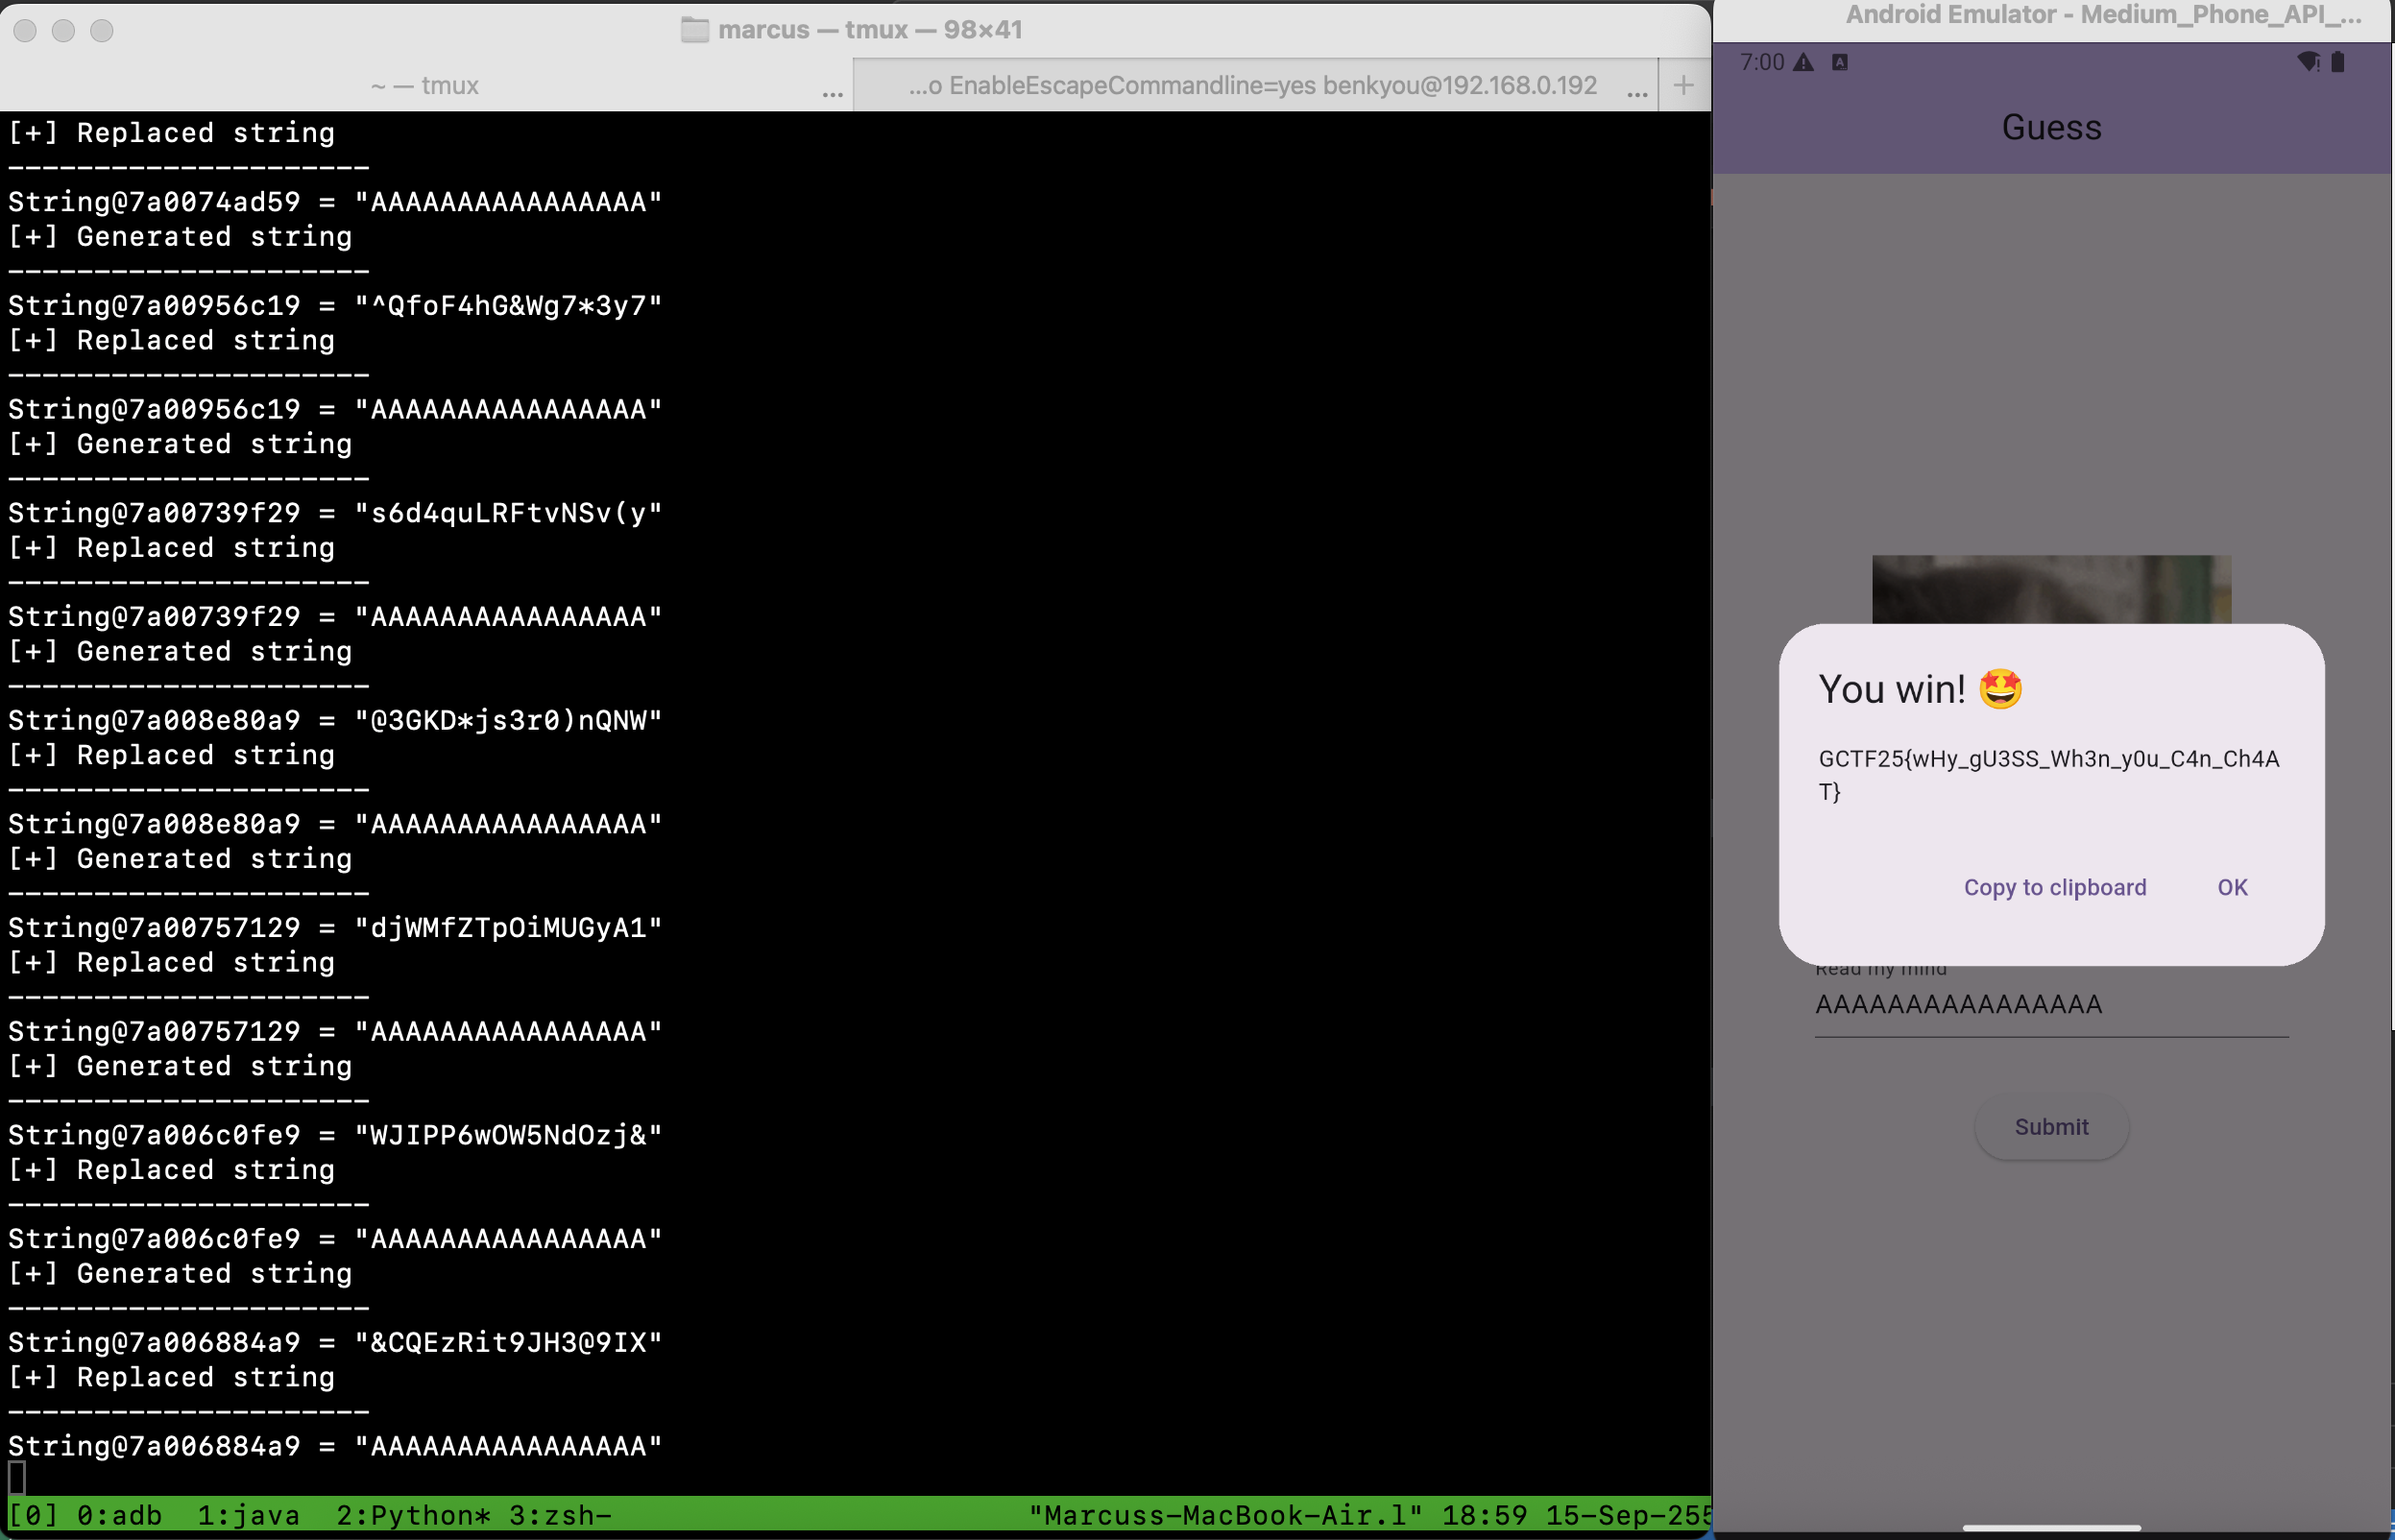 marcus — tmux — 98×41
~ — tmux
...
...o EnableEscapeCommandline=yes benkyou@192.168.0.192
...
+
[+] Replaced string
---------------------
String@7a0074ad59 = "AAAAAAAAAAAAAAAA"
[+] Generated string
---------------------
String@7a00956c19 = "^QfoF4hG&Wg7*3y7"
[+] Replaced string
---------------------
String@7a00956c19 = "AAAAAAAAAAAAAAAA"
[+] Generated string
---------------------
String@7a00739f29 = "s6d4quLRFtvNSv(y"
[+] Replaced string
---------------------
String@7a00739f29 = "AAAAAAAAAAAAAAAA"
[+] Generated string
---------------------
String@7a008e80a9 = "@3GKD*js3r0)nQNW"
[+] Replaced string
---------------------
String@7a008e80a9 = "AAAAAAAAAAAAAAAA"
[+] Generated string
---------------------
String@7a00757129 = "djWMfZTpOiMUGyA1"
[+] Replaced string
---------------------
String@7a00757129 = "AAAAAAAAAAAAAAAA"
[+] Generated string
---------------------
String@7a006c0fe9 = "WJIPP6wOW5NdOzj&"
[+] Replaced string
---------------------
String@7a006c0fe9 = "AAAAAAAAAAAAAAAA"
[+] Generated string
---------------------
String@7a006884a9 = "&CQEzRit9JH3@9IX"
[+] Replaced string
---------------------
String@7a006884a9 = "AAAAAAAAAAAAAAAA"
[0] 0:adb  1:java  2:Python* 3:zsh- "Marcuss-MacBook-Air.l" 18:59 15-Sep-255
Android Emulator - Medium_Phone_API_...
7:00
A
Guess
You win! 🤩
GCTF25{wHy_gU3SS_Wh3n_y0u_C4n_Ch4A
T}
Copy to clipboard OK
Read my mind
AAAAAAAAAAAAAAAA
Submit